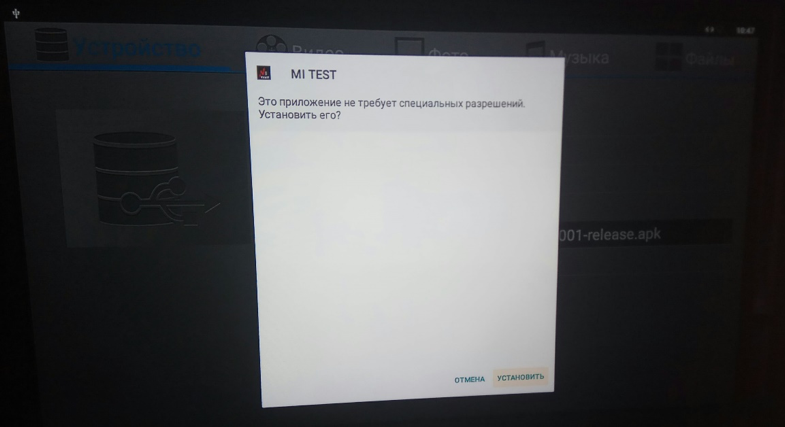 10:47
Устройство
Видео
Фото
Музыка
Файлы
MI TEST
Это приложение не требует специальных разрешений.
Установить его?
001-release.apk
ОТМЕНА
УСТАНОВИТЬ